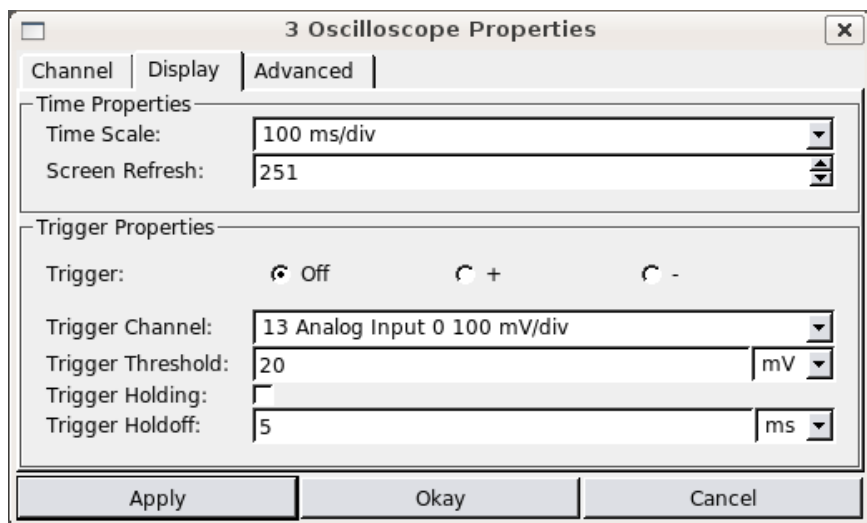 3 Oscilloscope Properties
Channel Display Advanced
Time Properties
Time Scale: 100 ms/div
Screen Refresh: 251
Trigger Properties
Trigger: Off + -
Trigger Channel: 13 Analog Input 0 100 mV/div
Trigger Threshold: 20 mV
Trigger Holding:
Trigger Holdoff: 5 ms
Apply Okay Cancel